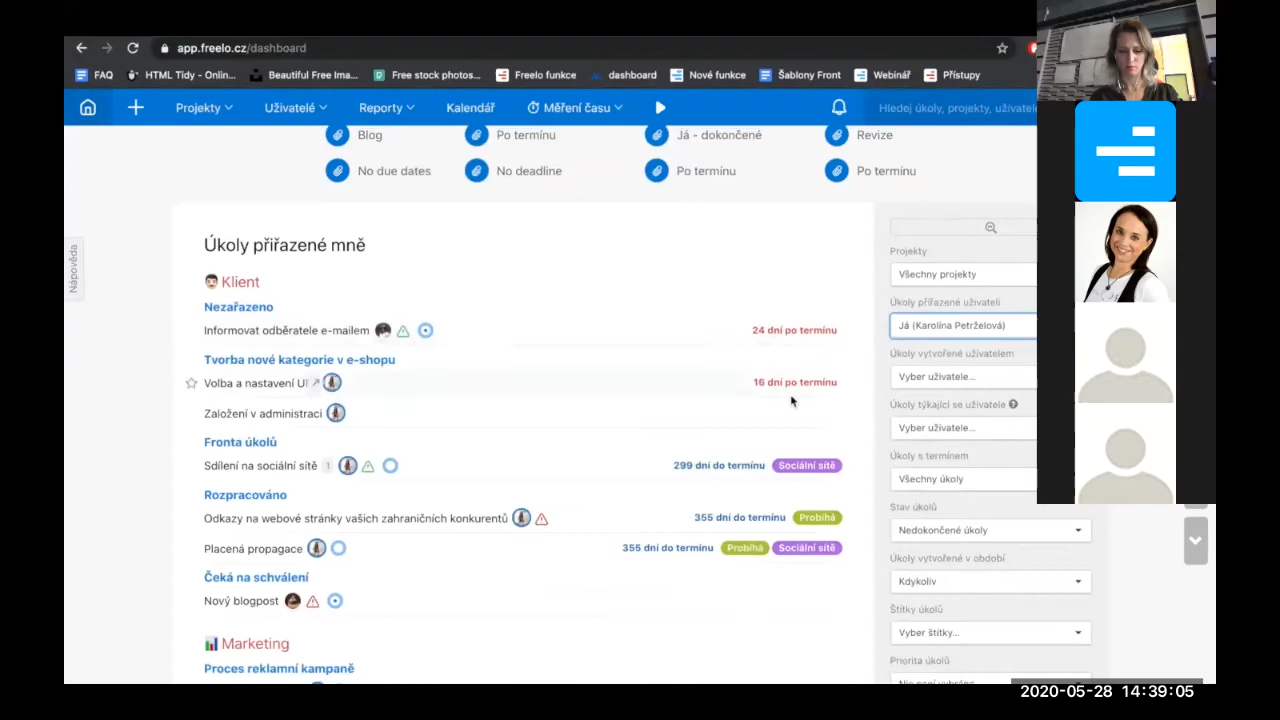 app.freelo.cz/dashboard
FAQ HTML Tidy - Onlin... Beautiful Free Ima... Free stock photos... Freelo funkce dashboard Nové funkce Šablony Front Webinář Přístupy
Projekty Uživatelé Reporty Kalendář Měření času Hledej úkoly, projekty, uživatele
Blog Po termínu Já - dokončené Revize
No due dates No deadline Po termínu Po termínu
Nápověda
Úkoly přiřazené mně
Klient
Nezařazeno
Informovat odběratele e-mailem 24 dní po termínu
Tvorba nové kategorie v e-shopu
Volba a nastavení 16 dní po termínu
Založení v administraci
Fronta úkolů
Sdílení na sociální sítě 1 299 dní do termínu Sociální sítě
Rozpracováno
Odkazy na webové stránky vašich zahraničních konkurentů 355 dní do termínu Probíhá
Placená propagace 355 dní do termínu Probíhá Sociální sítě
Čeká na schválení
Nový blogpost
Marketing
Proces reklamní kampaně
Projekty
Všechny projekty
Úkoly přiřazené uživateli
Já (Karolína Petrželová)
Úkoly vytvořené uživatelem
Vyber uživatele...
Úkoly týkající se uživatele
Vyber uživatele...
Úkoly s termínem
Všechny úkoly
Stav úkolů
Nedokončené úkoly
Úkoly vytvořené v období
Kdykoliv
Štítky úkolů
Vyber štítky...
Priorita úkolů
2020-05-28 14:39:05